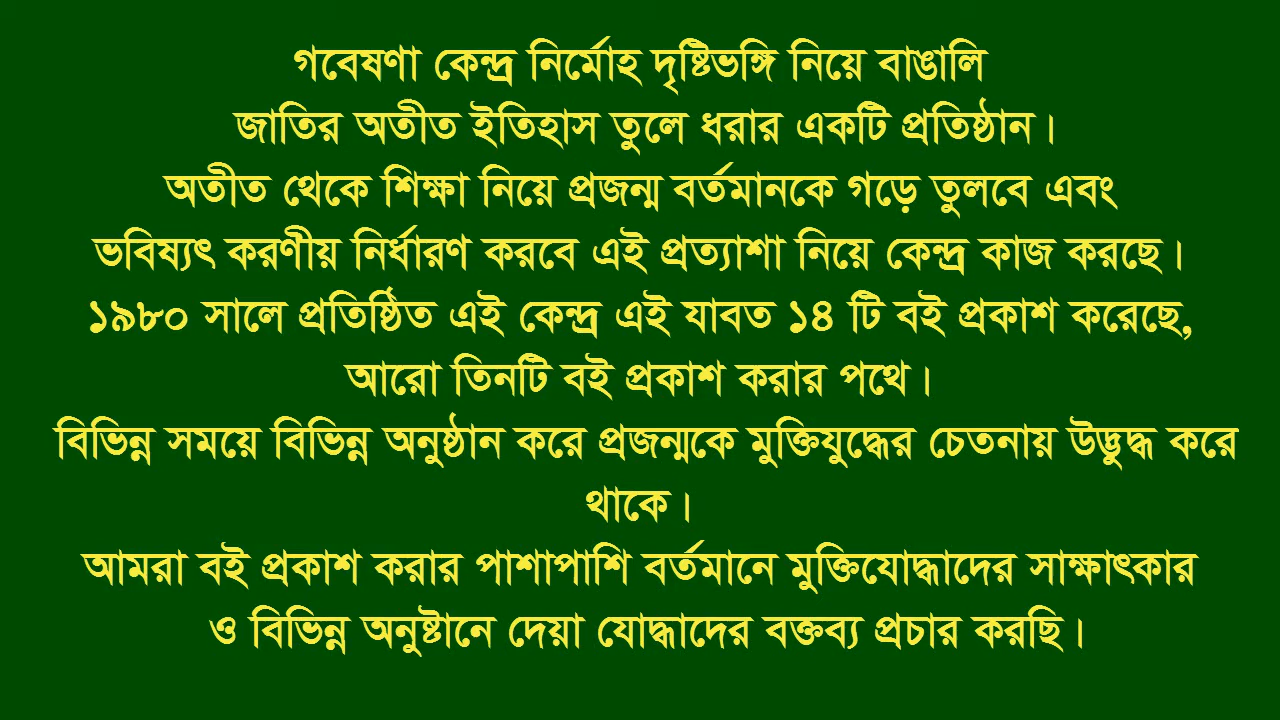 গবেষণা কেন্দ্র নির্মোহ দৃষ্টিভঙ্গি নিয়ে বাঙালি
জাতির অতীত ইতিহাস তুলে ধরার একটি প্রতিষ্ঠান।
অতীত থেকে শিক্ষা নিয়ে প্রজন্ম বর্তমানকে গড়ে তুলবে এবং
ভবিষ্যৎ করণীয় নির্ধারণ করবে এই প্রত্যাশা নিয়ে কেন্দ্র কাজ করছে।
১৯৮০ সালে প্রতিষ্ঠিত এই কেন্দ্র এই যাবত ১৪ টি বই প্রকাশ করেছে,
আরো তিনটি বই প্রকাশ করার পথে।
বিভিন্ন সময়ে বিভিন্ন অনুষ্ঠান করে প্রজন্মকে মুক্তিযুদ্ধের চেতনায় উদ্ভুদ্ধ করে
থাকে।
আমরা বই প্রকাশ করার পাশাপাশি বর্তমানে মুক্তিযোদ্ধাদের সাক্ষাৎকার
ও বিভিন্ন অনুষ্টানে দেয়া যোদ্ধাদের বক্তব্য প্রচার করছি।